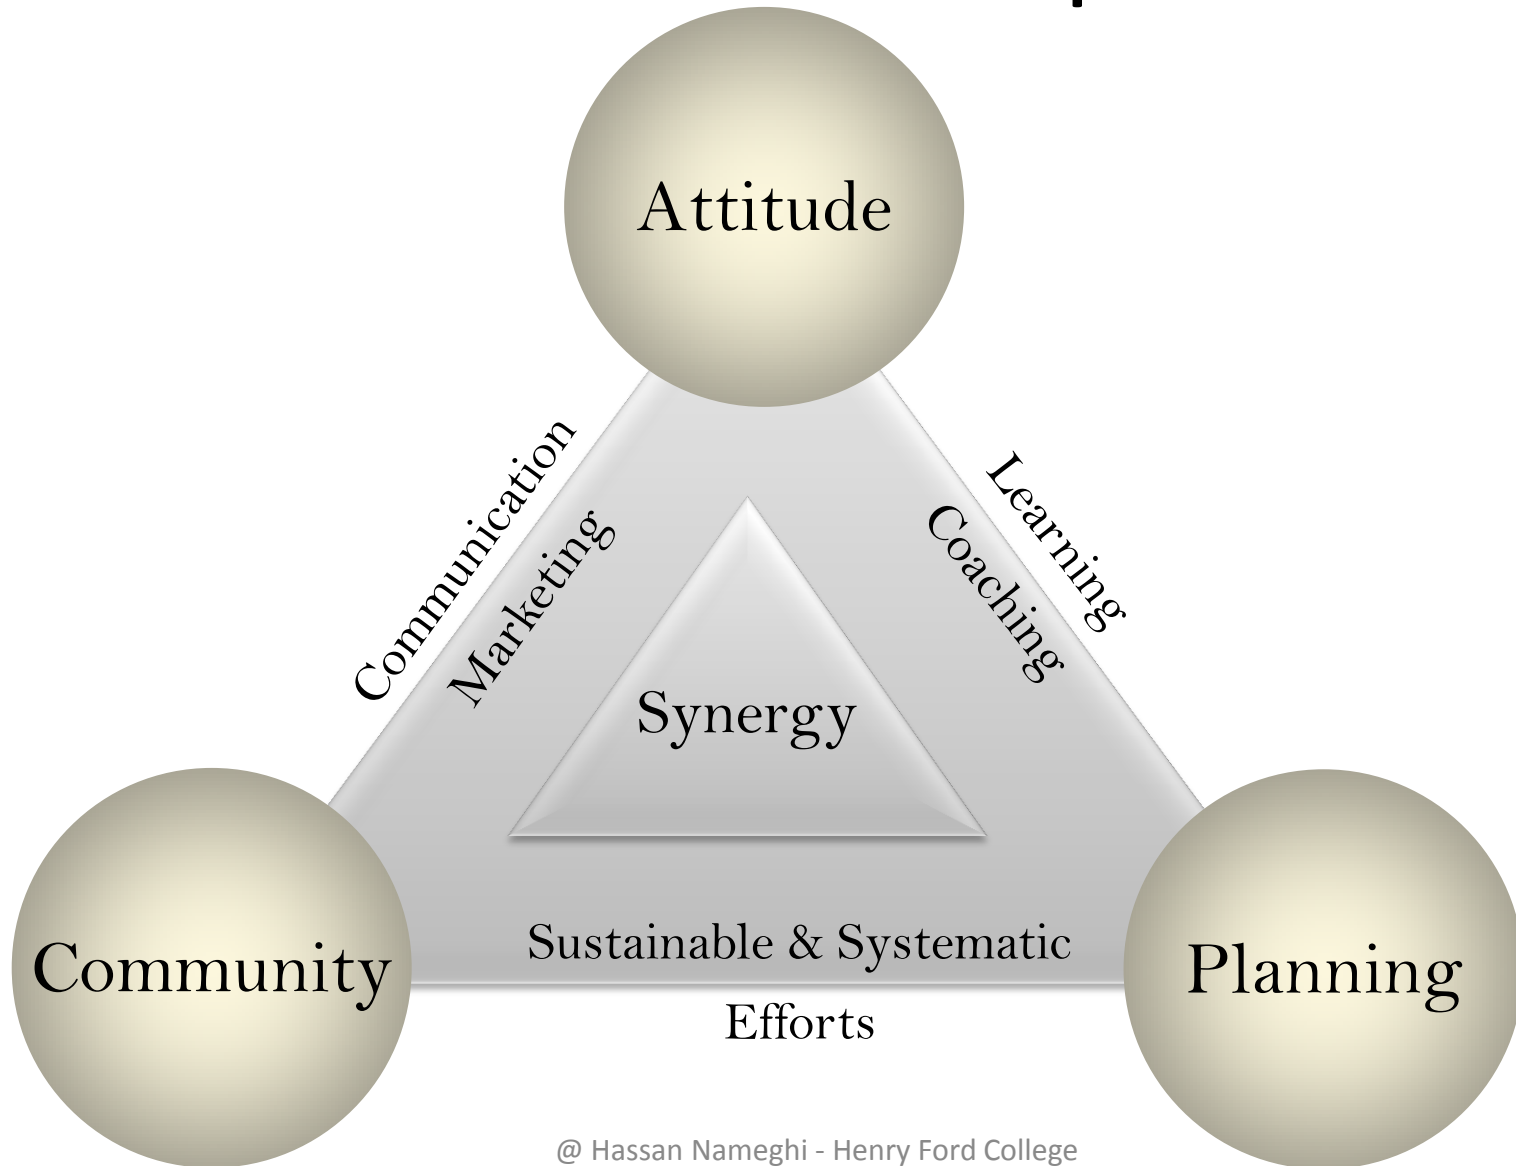 Attitude
Communication
Marketing
Learning
Coaching
Synergy
Community
Sustainable & Systematic
Efforts
Planning
@ Hassan Nameghi - Henry Ford College